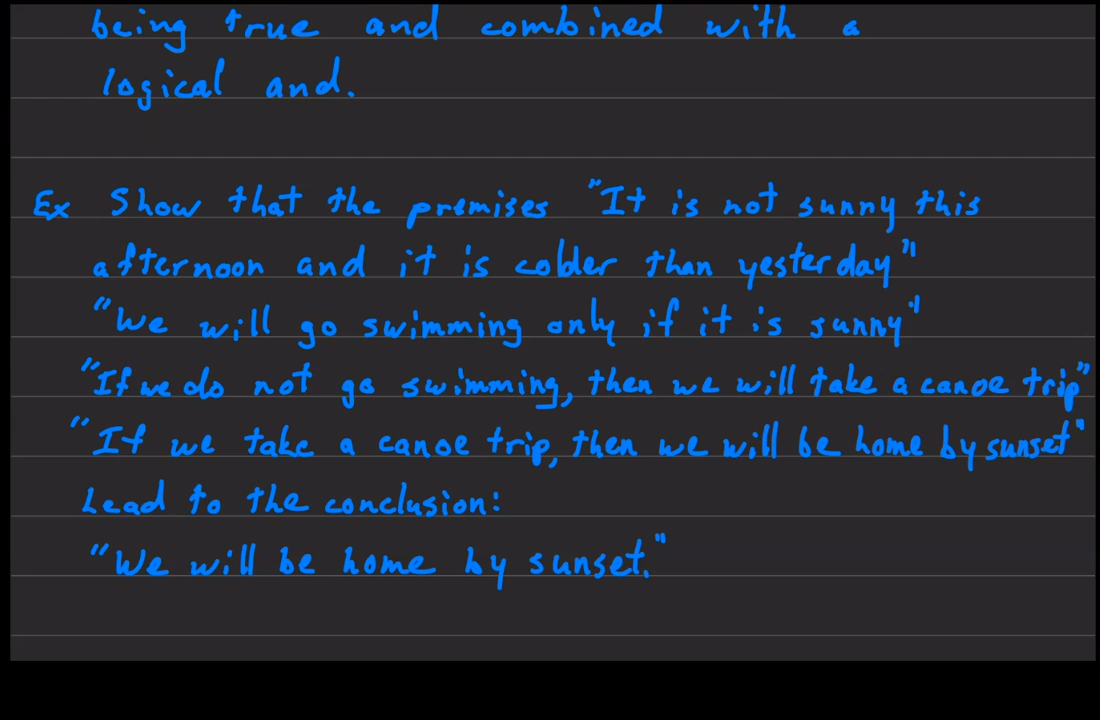 being true and combined with a
logical and.
Ex Show that the premises "It is not sunny this
afternoon and it is colder than yesterday"
"We will go swimming only if it is sunny"
"If we do not go swimming, then we will take a canoe trip"
"If we take a canoe trip, then we will be home by sunset"
Lead to the conclusion:
"We will be home by sunset."